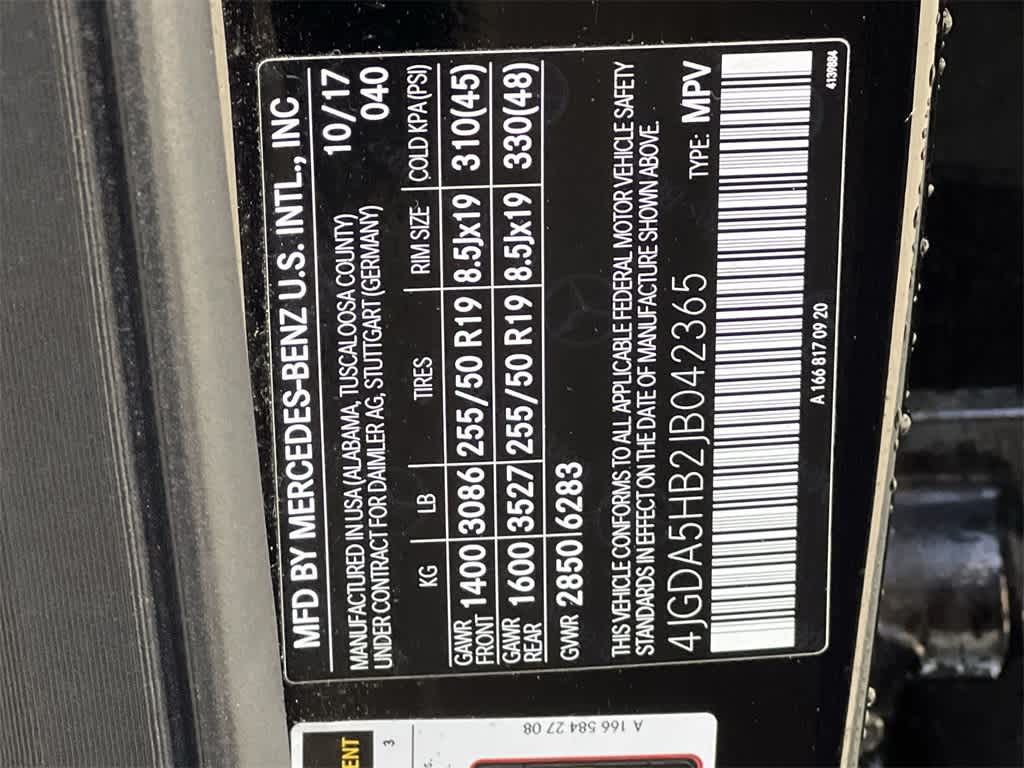 MFD BY MERCEDES-BENZ U.S. INTL., INC
10/17
MANUFACTURED IN USA (ALABAMA, TUSCALOOSA COUNTY)
UNDER CONTRACT FOR DAIMLER AG, STUTTGART (GERMANY)
040
KG LB TIRES RIM SIZE COLD KPA (PSI)
GAWR FRONT 1400 3086 255/50 R19 8.5Jx19 310(45)
GAWR REAR 1600 3527 255/50 R19 8.5Jx19 330(48)
GWR 2850 6283
THIS VEHICLE CONFORMS TO ALL APPLICABLE FEDERAL MOTOR VEHICLE SAFETY
STANDARDS IN EFFECT ON THE DATE OF MANUFACTURE SHOWN ABOVE.
4JGDA5HB2JB042365 TYPE: MPV
A 166 817 09 20
4139884
A 166 584 27 08
3